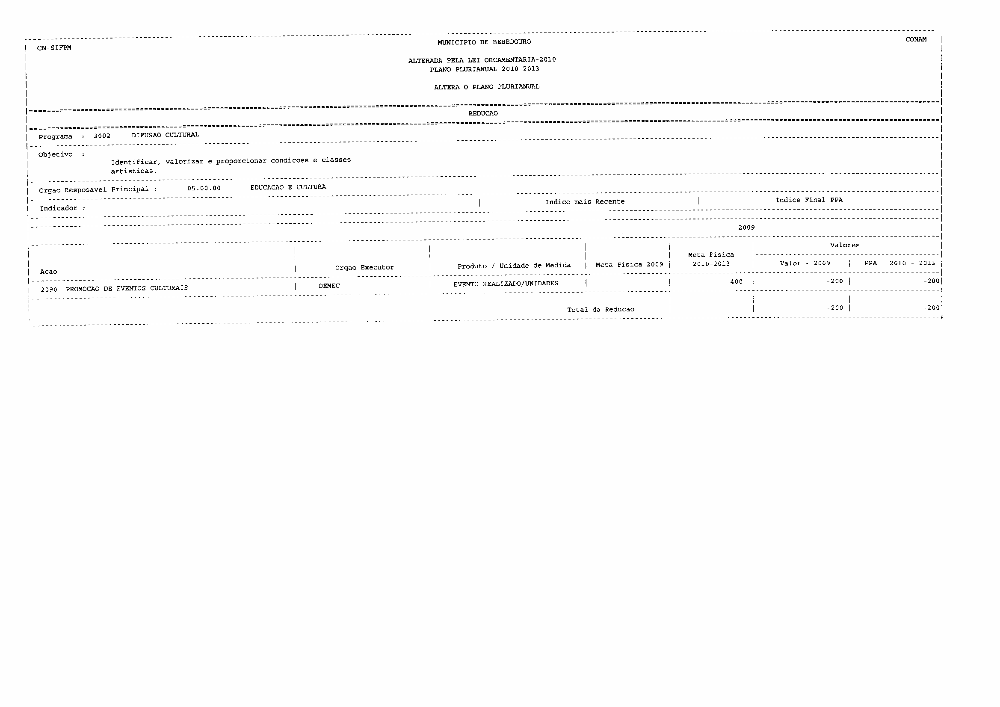 CN-SIFPM MUNICIPIO DE BEBEDOURO CONAM
ALTERADA PELA LEI ORCAMENTARIA-2010
PLANO PLURIANUAL 2010-2013
ALTERA O PLANO PLURIANUAL
REDUCAO
Programa : 3002 DIFUSAO CULTURAL
Objetivo :
Identificar, valorizar e proporcionar condicoes e classes
artisticas.
Orgao Resposavel Principal : 05.00.00 EDUCACAO E CULTURA
Indicador : | Indice mais Recente | Indice Final PPA
2009
Valores
Meta Fisica
Acao | Orgao Executor | Produto / Unidade de Medida | Meta Fisica 2009 | 2010-2013 | Valor - 2009 | PPA 2010 - 2013
2090 PROMOCAO DE EVENTOS CULTURAIS | DEMEC | EVENTO REALIZADO/UNIDADES | | 400 | -200 | -200
Total da Reducao | | -200 | -200